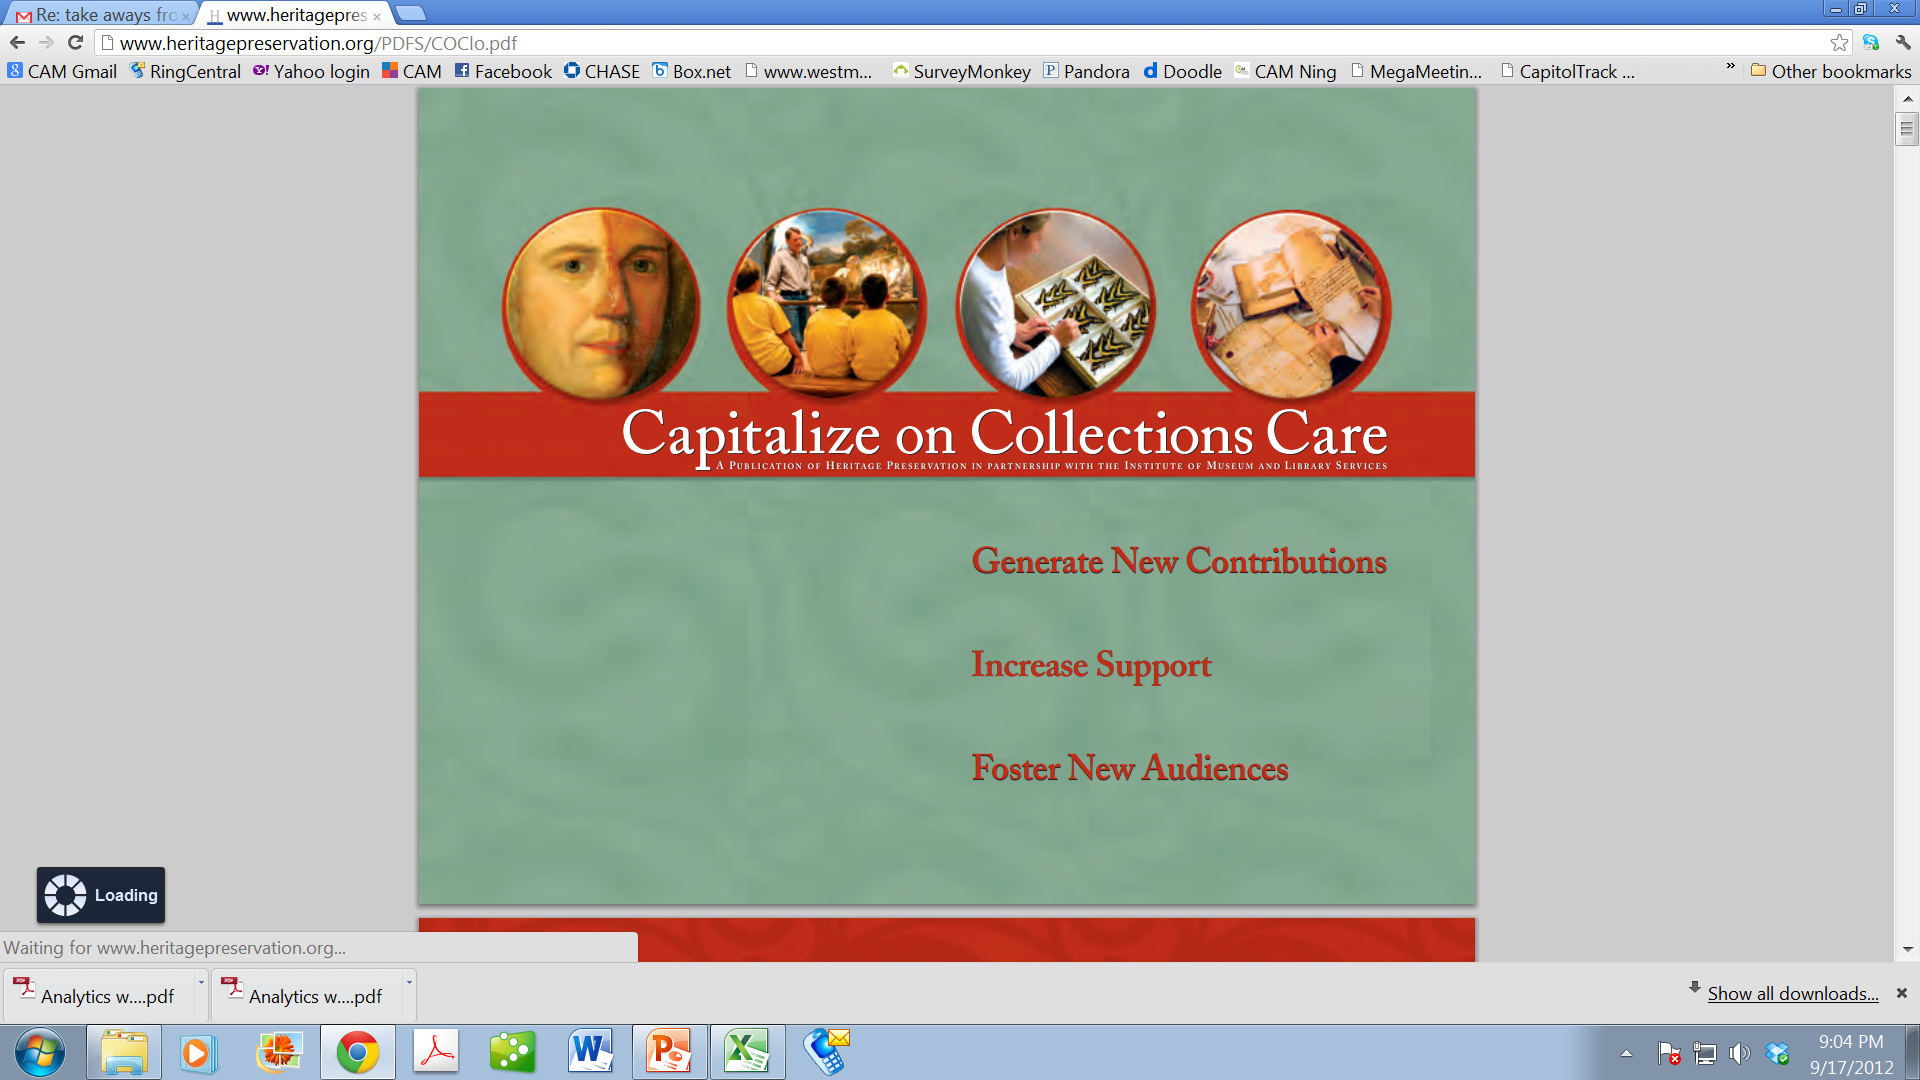 Re: take aways fro
www.heritagepres
www.heritagepreservation.org/PDFS/COClo.pdf
CAM Gmail RingCentral Yahoo login CAM Facebook CHASE Box.net www.westm... SurveyMonkey Pandora Doodle CAM Ning MegaMeetin... CapitolTrack ... » Other bookmarks
Capitalize on Collections Care
A Publication of Heritage Preservation in partnership with the Institute of Museum and Library Services
Generate New Contributions
Increase Support
Foster New Audiences
Loading
Waiting for www.heritagepreservation.org...
Analytics w....pdf
Analytics w....pdf
Show all downloads...
9:04 PM
9/17/2012